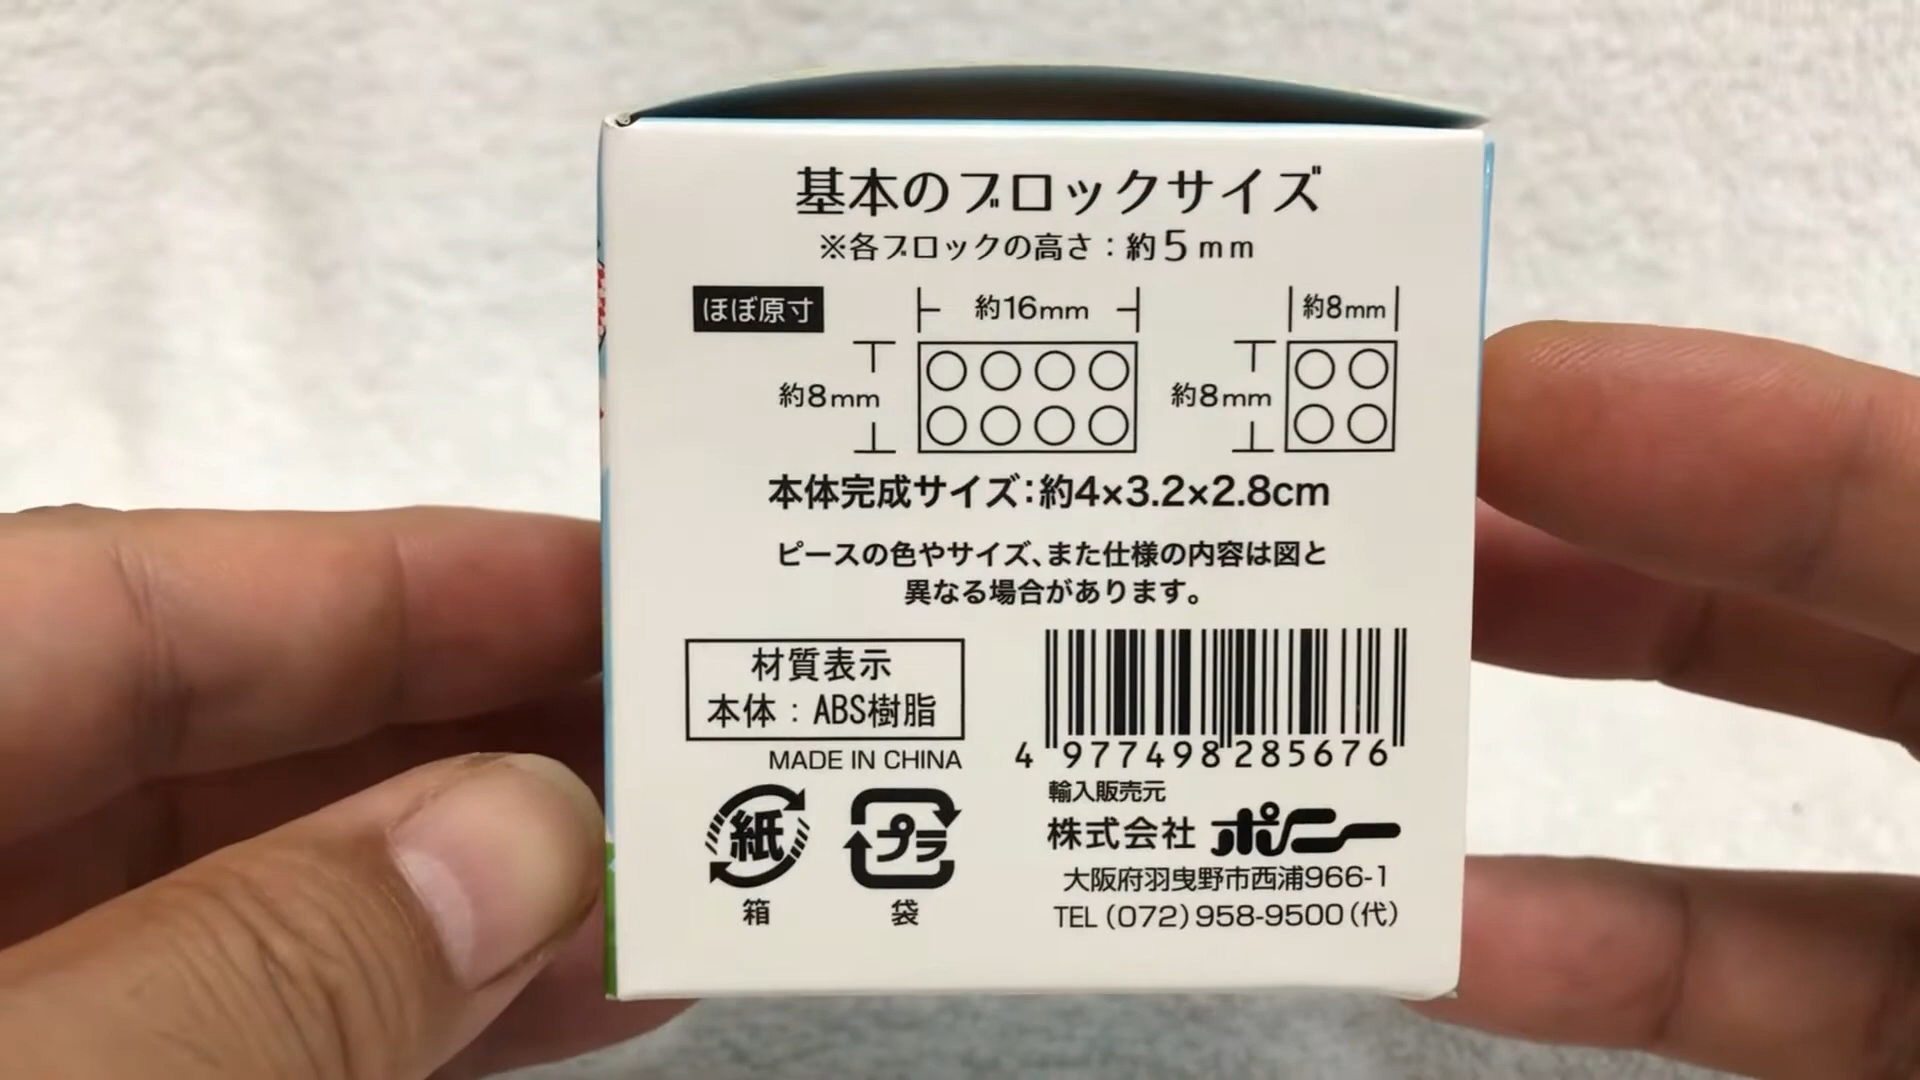 基本のブロックサイズ
※各ブロックの高さ：約5mm
ほぼ原寸
約16mm
約8mm
約8mm
約8mm
本体完成サイズ：約4×3.2×2.8cm
ピースの色やサイズ、また仕様の内容は図と
異なる場合があります。
材質表示
本体：ABS樹脂
MADE IN CHINA
紙
箱
プラ
袋
4 977498 285676
輸入販売元
株式会社 ポニー
大阪府羽曳野市西浦966-1
TEL（072）958-9500（代）